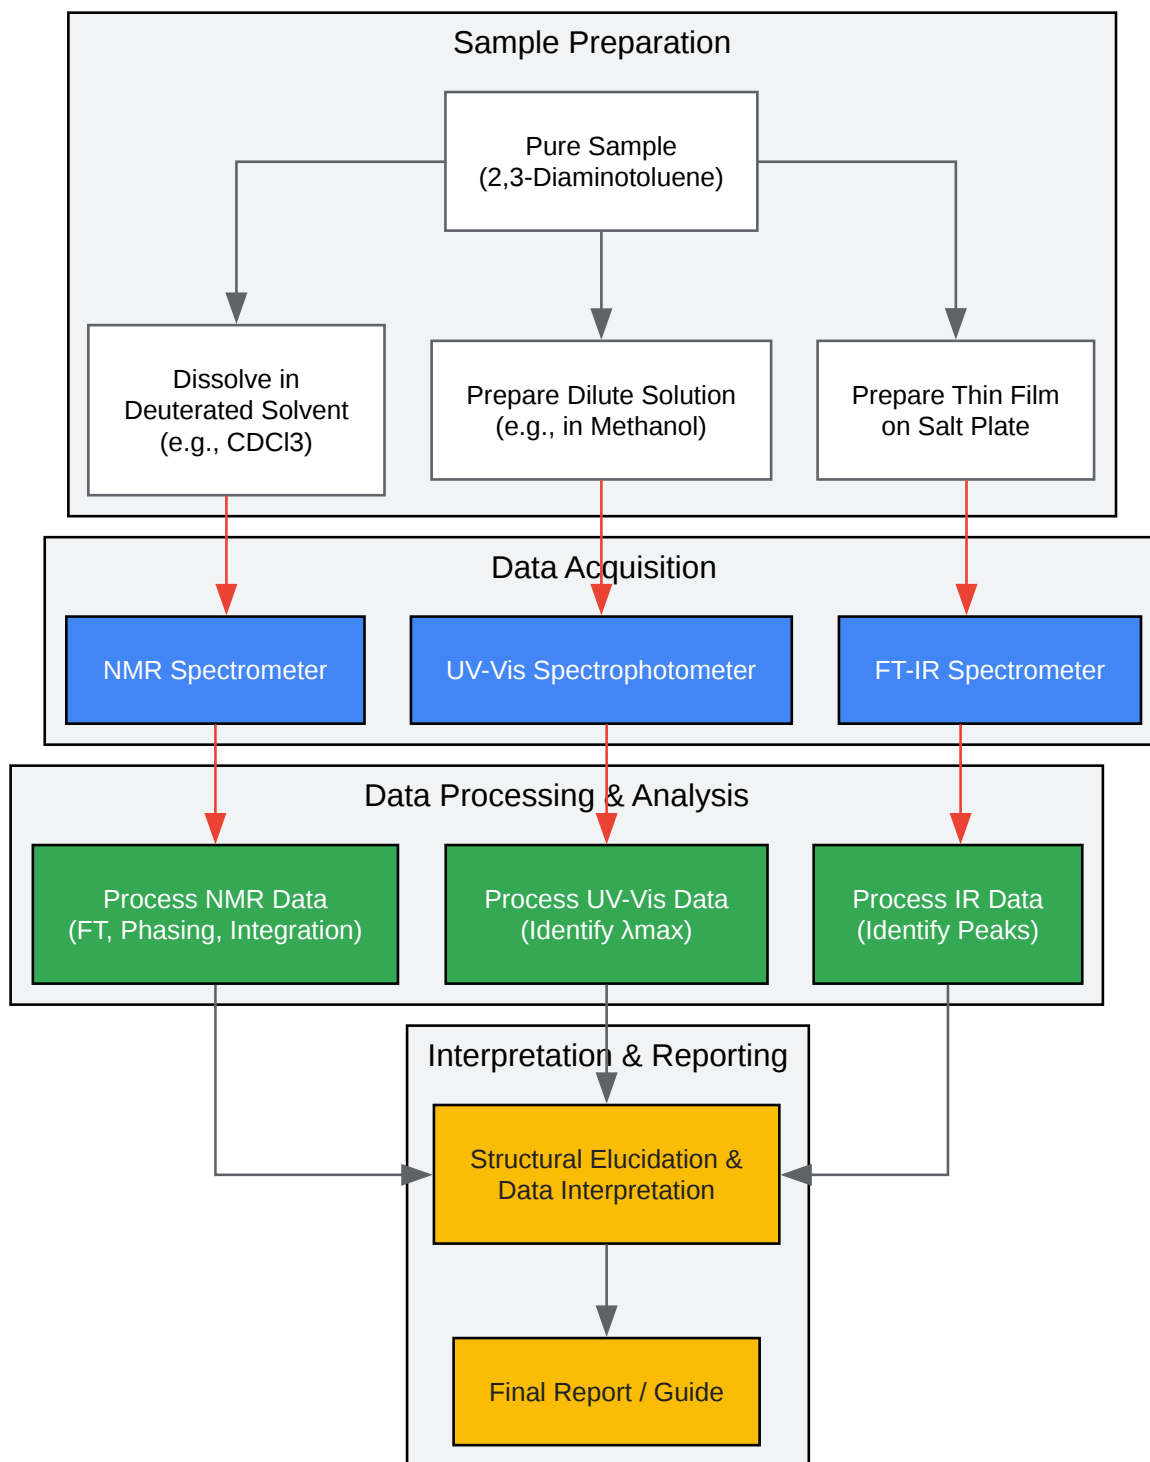 Sample Preparation
Pure Sample
(2,3-Diaminotoluene)
Dissolve in
Deuterated Solvent
(e.g., CDCl3)
Prepare Dilute Solution
(e.g., in Methanol)
Prepare Thin Film
on Salt Plate
Data Acquisition
NMR Spectrometer
UV-Vis Spectrophotometer
FT-IR Spectrometer
Data Processing & Analysis
Process NMR Data
(FT, Phasing, Integration)
Process UV-Vis Data
(Identify λmax)
Process IR Data
(Identify Peaks)
Interpretation & Reporting
Structural Elucidation &
Data Interpretation
Final Report / Guide